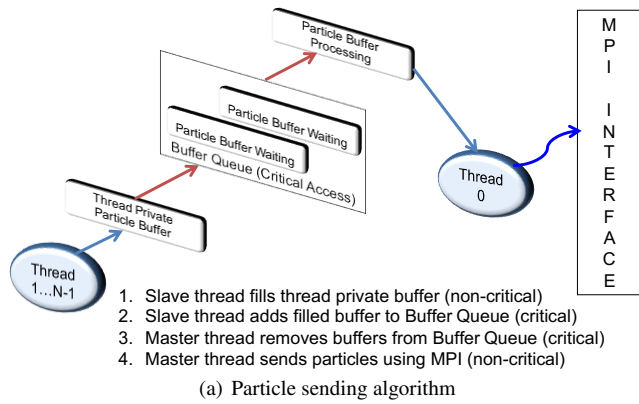 Particle Buffer
Processing
Particle Buffer Waiting
Particle Buffer Waiting
Buffer Queue (Critical Access)
Thread Private
Particle Buffer
Thread
1...N-1
Thread
0
MPI INTERFACE
1. Slave thread fills thread private buffer (non-critical)
2. Slave thread adds filled buffer to Buffer Queue (critical)
3. Master thread removes buffers from Buffer Queue (critical)
4. Master thread sends particles using MPI (non-critical)
(a) Particle sending algorithm